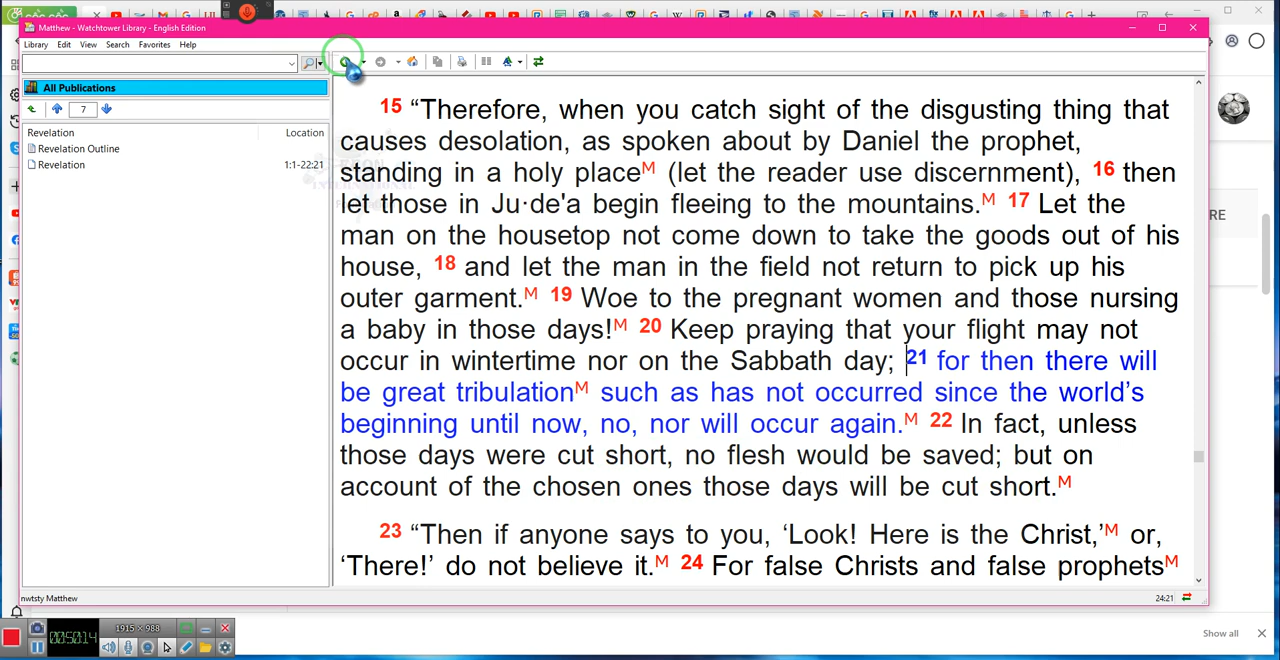 Matthew - Watchtower Library - English Edition
Library Edit View Search Favorites Help
All Publications
7
Revelation Location
Revelation Outline
Revelation 1:1-22:21
15 “Therefore, when you catch sight of the disgusting thing that
causes desolation, as spoken about by Daniel the prophet,
standing in a holy placeM (let the reader use discernment), 16 then
let those in Ju·de'a begin fleeing to the mountains.M 17 Let the
man on the housetop not come down to take the goods out of his
house, 18 and let the man in the field not return to pick up his
outer garment.M 19 Woe to the pregnant women and those nursing
a baby in those days!M 20 Keep praying that your flight may not
occur in wintertime nor on the Sabbath day; 21 for then there will
be great tribulationM such as has not occurred since the world’s
beginning until now, no, nor will occur again.M 22 In fact, unless
those days were cut short, no flesh would be saved; but on
account of the chosen ones those days will be cut short.M
23 “Then if anyone says to you, ‘Look! Here is the Christ,’M or,
‘There!’ do not believe it.M 24 For false Christs and false prophetsM
nwtsty Matthew 24:21
RE
1915 × 988
005014
Show all